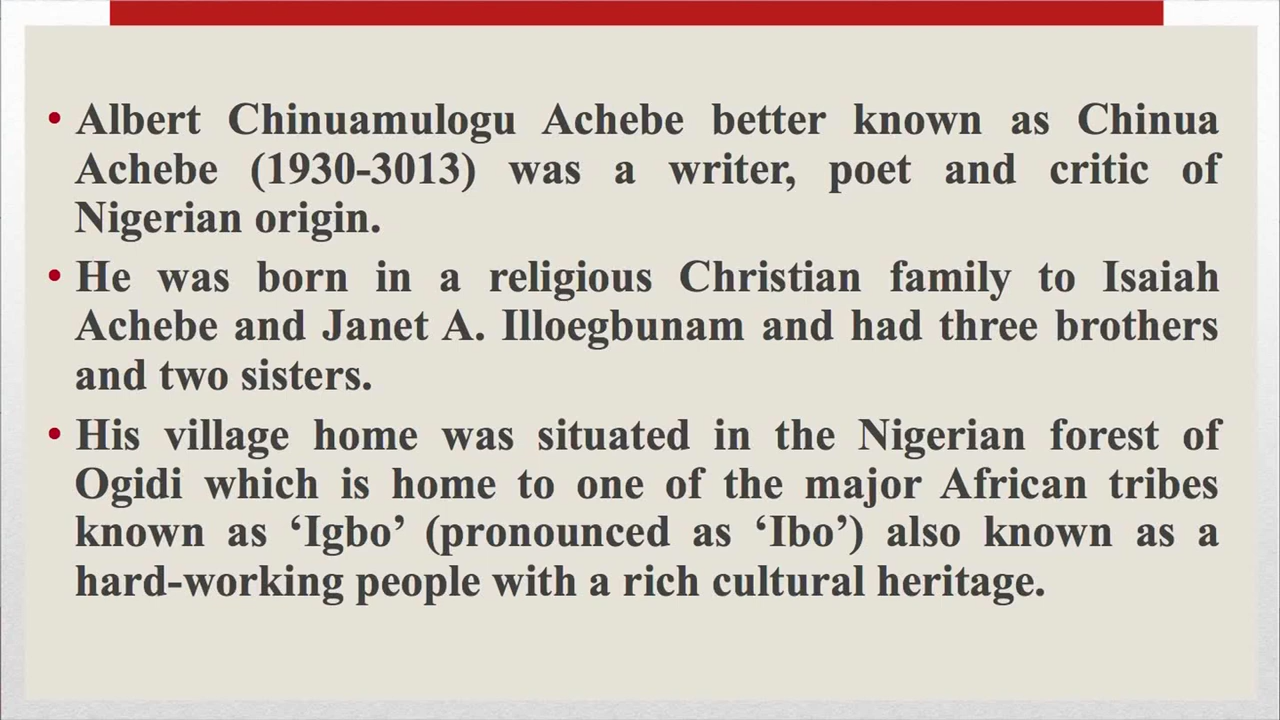 • Albert Chinuamulogu Achebe better known as Chinua
Achebe (1930-3013) was a writer, poet and critic of
Nigerian origin.
• He was born in a religious Christian family to Isaiah
Achebe and Janet A. Illoegbunam and had three brothers
and two sisters.
• His village home was situated in the Nigerian forest of
Ogidi which is home to one of the major African tribes
known as ‘Igbo’ (pronounced as ‘Ibo’) also known as a
hard-working people with a rich cultural heritage.